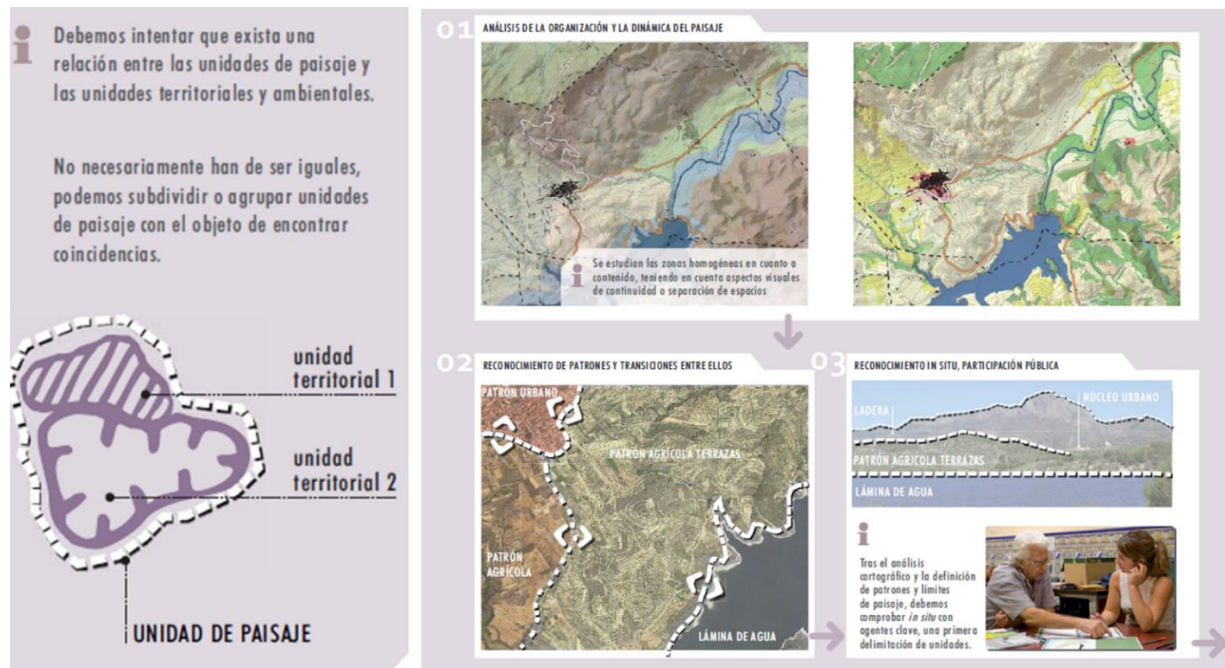 Debemos intentar que exista una
relación entre las unidades de paisaje y
las unidades territoriales y ambientales.
No necesariamente han de ser iguales,
podemos subdividir o agrupar unidades
de paisaje con el objeto de encontrar
coincidencias.
unidad
territorial 1
unidad
territorial 2
UNIDAD DE PAISAJE
01
ANÁLISIS DE LA ORGANIZACIÓN Y LA DINÁMICA DEL PAISAJE
Se estudian las zonas homogéneas en cuanto a
contenido, teniendo en cuenta aspectos visuales
de continuidad o separación de espacios
02
RECONOCIMIENTO DE PATRONES Y TRANSICIONES ENTRE ELLOS
PATRÓN URBANO
PATRÓN AGRÍCOLA TERRAZAS
PATRÓN
AGRÍCOLA
LÁMINA DE AGUA
03
RECONOCIMIENTO IN SITU, PARTICIPACIÓN PÚBLICA
NÚCLEO URBANO
LADERA
PATRÓN AGRICOLA TERRAZAS
LÁMINA DE AGUA
Tras el análisis
cartográfico y la definición
de patrones y límites
de paisaje, debemos
comprobar in situ con
agentes clave, una primera
delimitación de unidades.